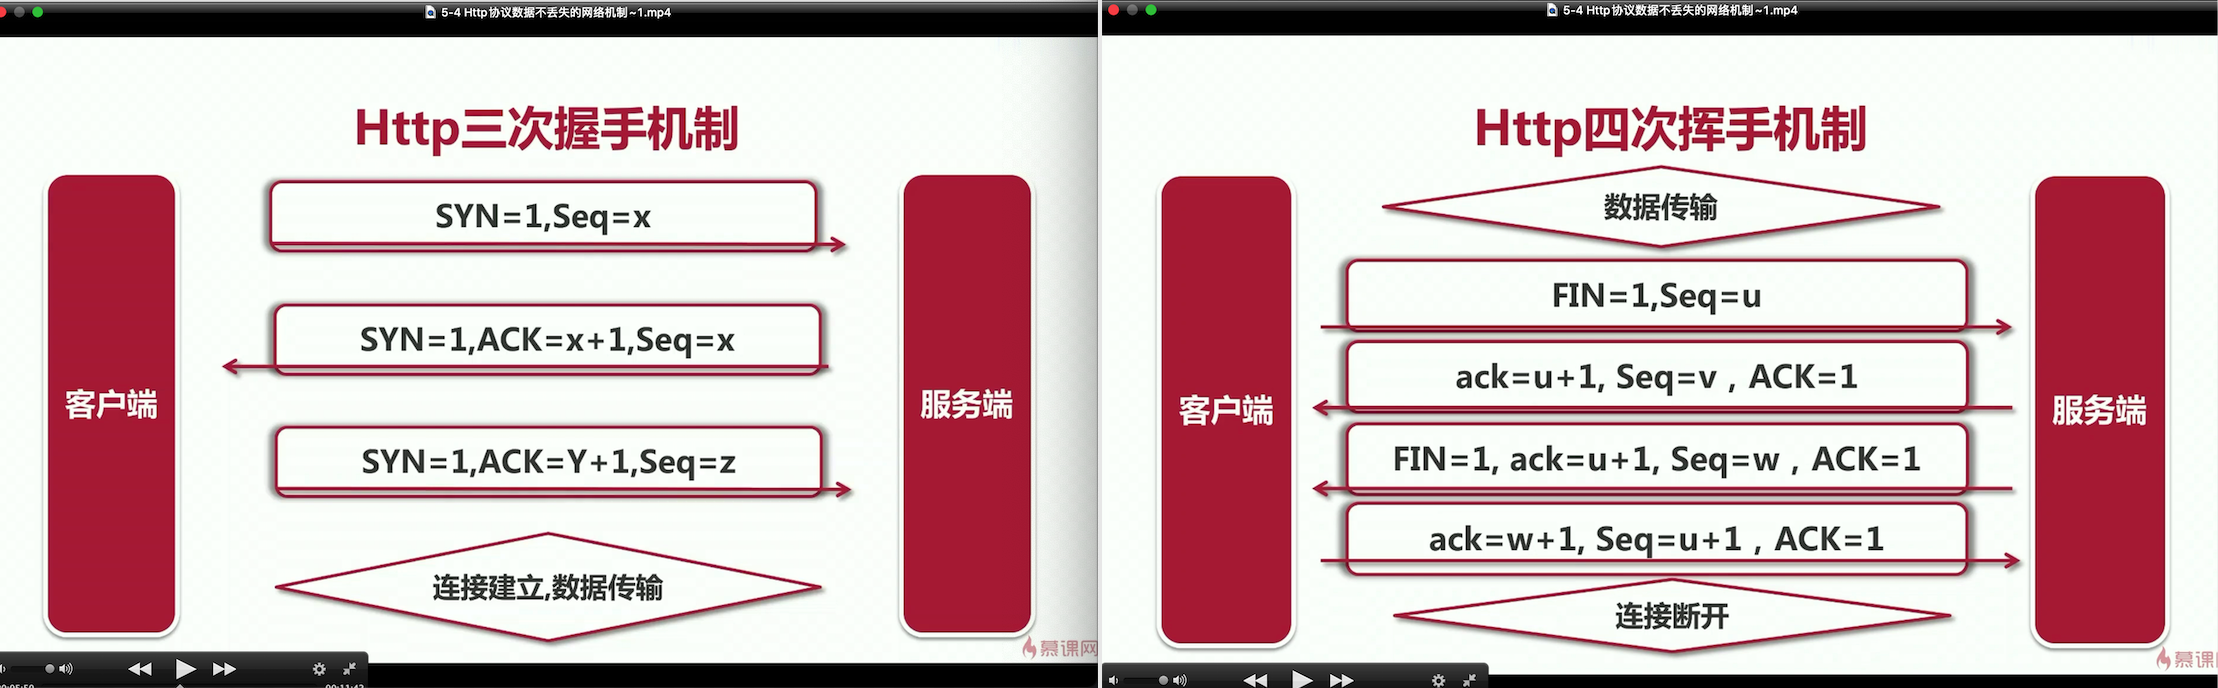 5-4 Http协议数据不丢失的网络机制~1.mp4
Http三次握手机制
SYN=1,Seq=x
SYN=1,ACK=x+1,Seq=x
客户端
服务端
SYN=1,ACK=Y+1,Seq=z
连接建立,数据传输
慕课网
5-4 Http协议数据不丢失的网络机制~1.mp4
Http四次挥手机制
数据传输
FIN=1,Seq=u
ack=u+1, Seq=v , ACK=1
客户端
服务端
FIN=1, ack=u+1, Seq=w , ACK=1
ack=w+1, Seq=u+1 , ACK=1
连接断开
慕课